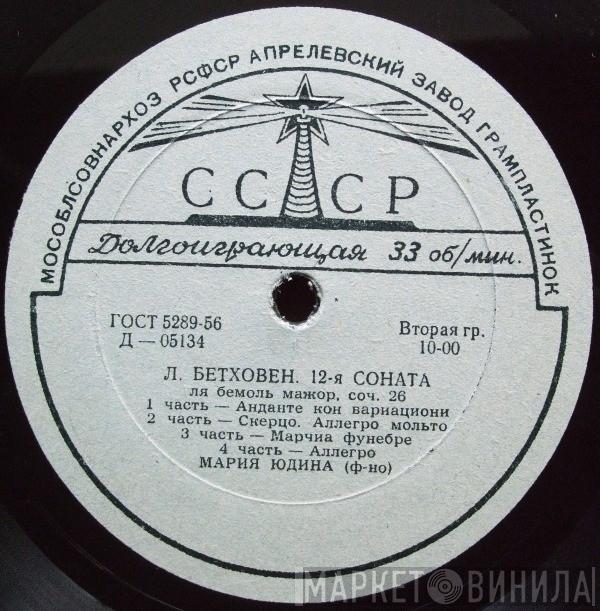 МОСОБЛСОВНАРХОЗ РСФСР АПРЕЛЕВСКИЙ ЗАВОД ГРАМПЛАСТИНОК
СССР
Долгоиграющая 33 об/мин.
ГОСТ 5289-56
Д — 05134
Вторая гр.
10-00
Л. БЕТХОВЕН. 12-я СОНАТА
ля бемоль мажор, соч. 26
1 часть — Анданте кон вариациони
2 часть — Скерцо. Аллегро мольто
3 часть — Марчиа фунебре
4 часть — Аллегро
МАРИЯ ЮДИНА (ф-но)
МАРКЕТ ВИНИЛА